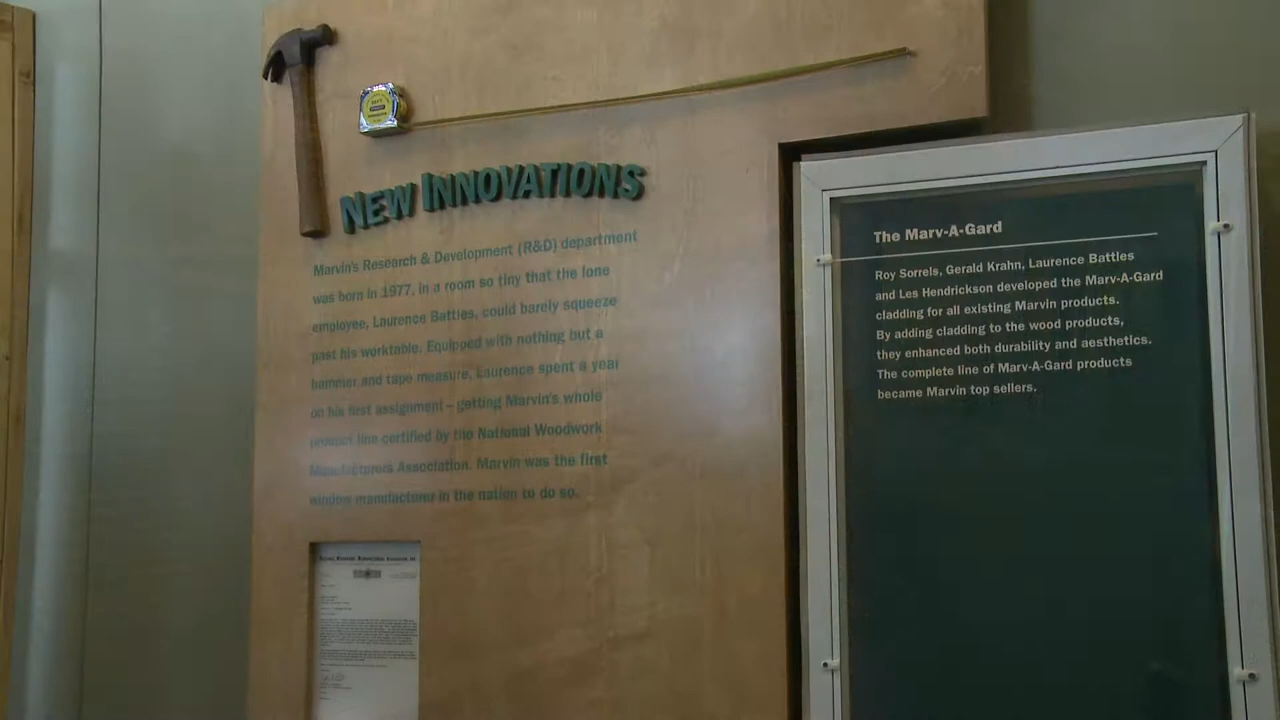 NEW INNOVATIONS
Marvin's Research & Development (R&D) department
was born in 1977, in a room so tiny that the lone
employee, Laurence Battles, could barely squeeze
past his worktable. Equipped with nothing but a
hammer and tape measure, Laurence spent a year
on his first assignment – getting Marvin's whole
product line certified by the National Woodwork
Manufacturers Association. Marvin was the first
window manufacturer in the nation to do so.
The Marv-A-Gard
Roy Sorrels, Gerald Krahn, Laurence Battles
and Les Hendrickson developed the Marv-A-Gard
cladding for all existing Marvin products.
By adding cladding to the wood products,
they enhanced both durability and aesthetics.
The complete line of Marv-A-Gard products
became Marvin top sellers.